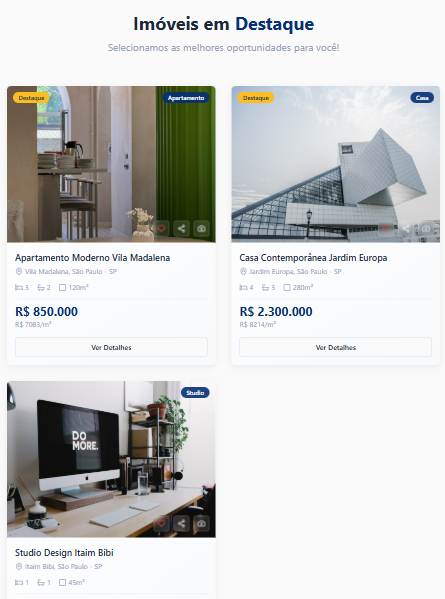 Imóveis em Destaque
Selecionamos as melhores oportunidades para você!
Destaque
Apartamento
Apartamento Moderno Vila Madalena
Vila Madalena, São Paulo - SP
3 2 120m²
R$ 850.000
R$ 7083/m²
Ver Detalhes
Destaque
Casa
Casa Contemporânea Jardim Europa
Jardim Europa, São Paulo - SP
4 3 280m²
R$ 2.300.000
R$ 8214/m²
Ver Detalhes
Studio
DO
MORE.
Studio Design Itaim Bibi
Itaim Bibi, São Paulo - SP
1 1 45m²